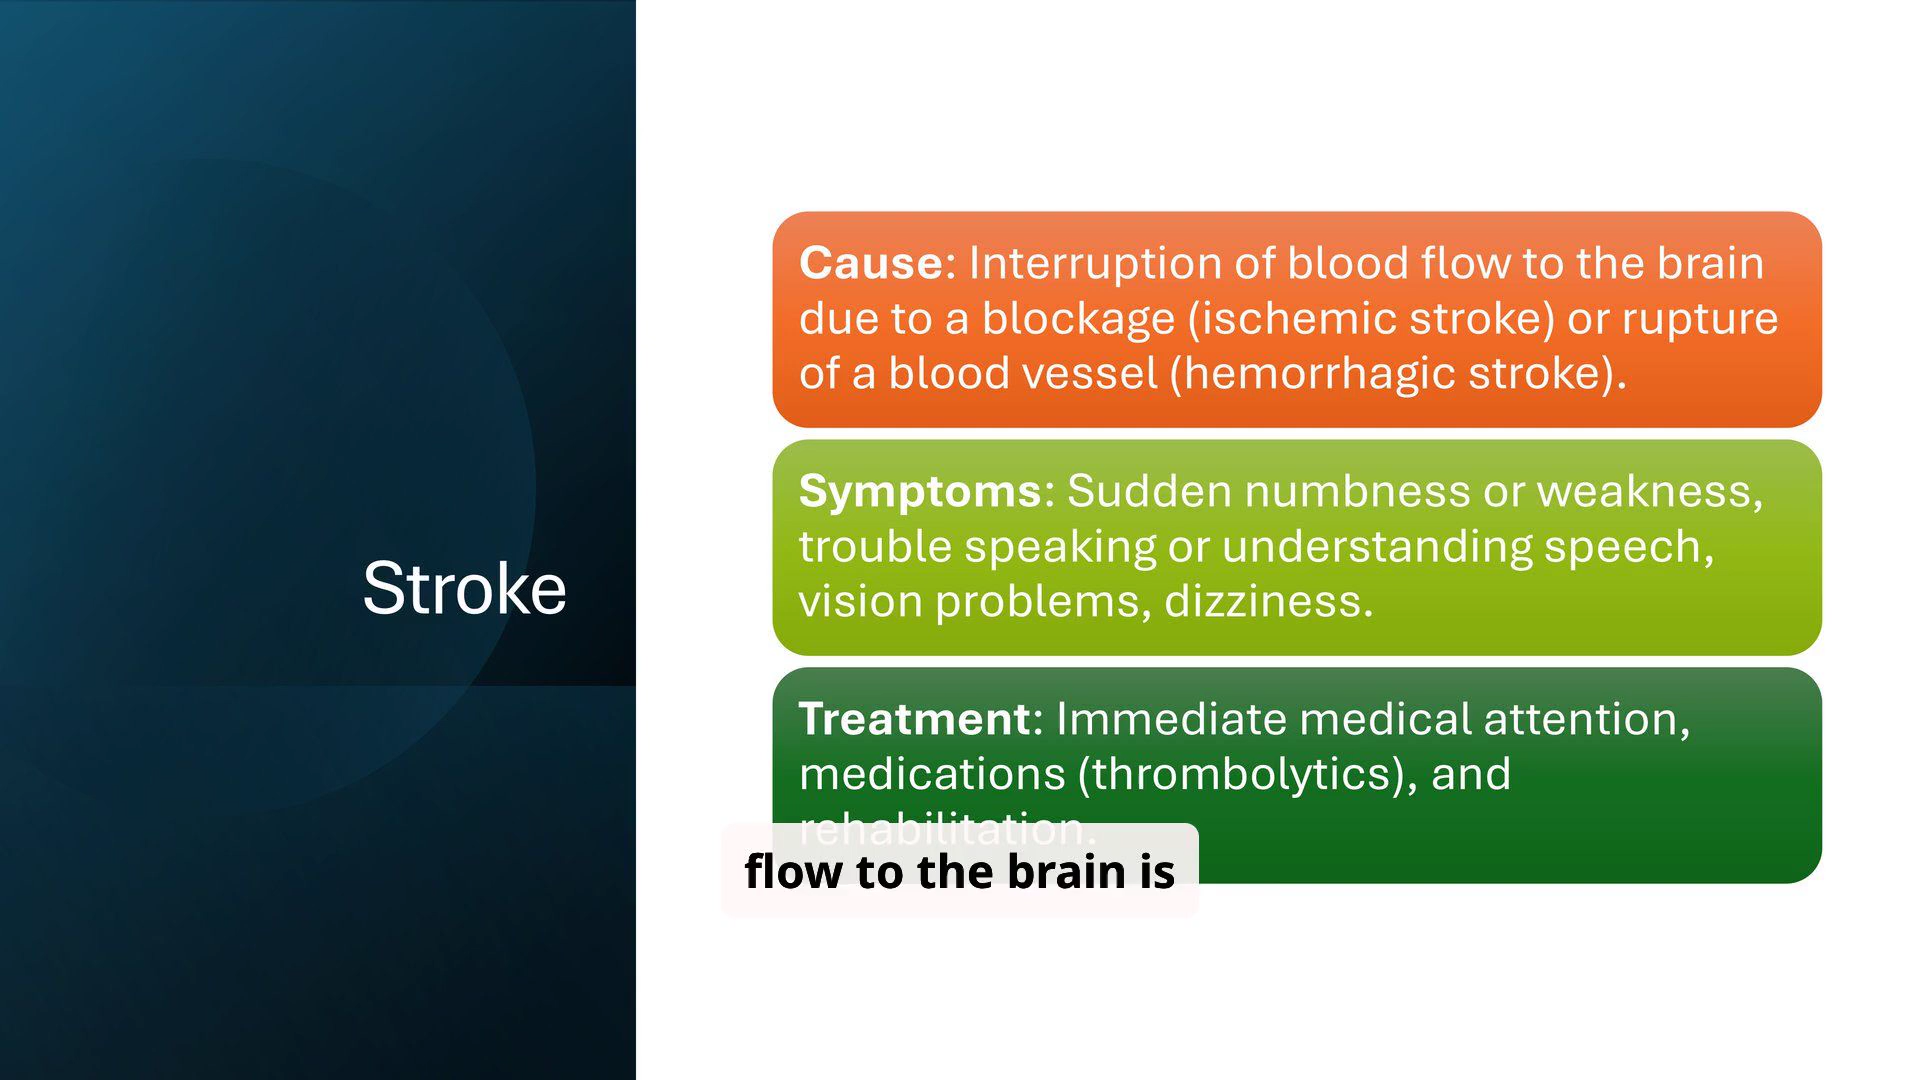 Stroke
Cause: Interruption of blood flow to the brain
due to a blockage (ischemic stroke) or rupture
of a blood vessel (hemorrhagic stroke).
Symptoms: Sudden numbness or weakness,
trouble speaking or understanding speech,
vision problems, dizziness.
Treatment: Immediate medical attention,
medications (thrombolytics), and
rehabilitation.
flow to the brain is